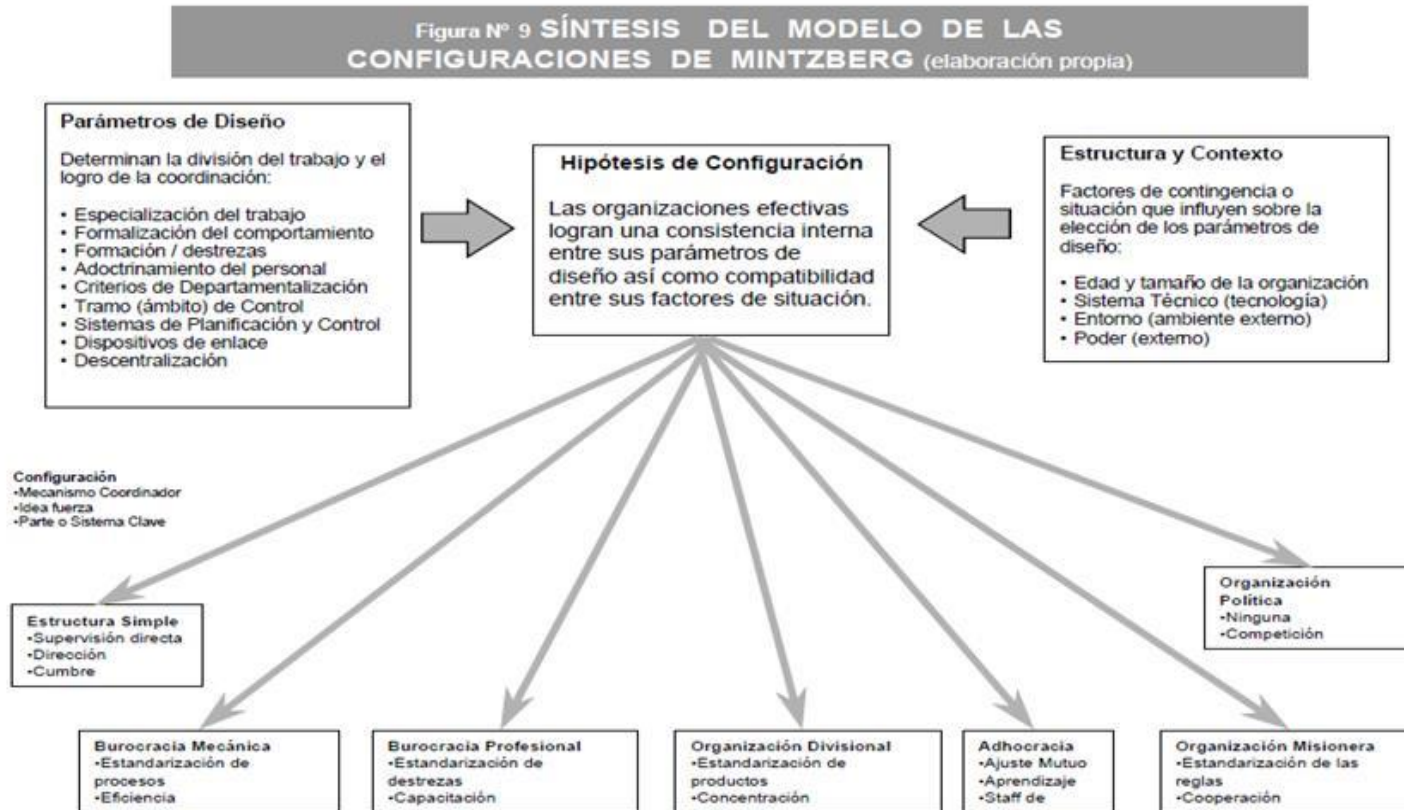 Figura Nº 9 SÍNTESIS DEL MODELO DE LAS
CONFIGURACIONES DE MINTZBERG (elaboración propia)
Parámetros de Diseño
Determinan la división del trabajo y el
logro de la coordinación:
• Especialización del trabajo
• Formalización del comportamiento
• Formación / destrezas
• Adoctrinamiento del personal
• Criterios de Departamentalización
• Tramo (ámbito) de Control
• Sistemas de Planificación y Control
• Dispositivos de enlace
• Descentralización
Hipótesis de Configuración
Las organizaciones efectivas
logran una consistencia interna
entre sus parámetros de
diseño así como compatibilidad
entre sus factores de situación.
Estructura y Contexto
Factores de contingencia o
situación que influyen sobre la
elección de los parámetros de
diseño:
• Edad y tamaño de la organización
• Sistema Técnico (tecnología)
• Entorno (ambiente externo)
• Poder (externo)
Configuración
•Mecanismo Coordinador
•Idea fuerza
•Parte o Sistema Clave
Estructura Simple
•Supervisión directa
•Dirección
•Cumbre
Organización
Política
•Ninguna
•Competición
Burocracia Mecánica
•Estandarización de
procesos
•Eficiencia
Burocracia Profesional
•Estandarización de
destrezas
•Capacitación
Organización Divisional
•Estandarización de
productos
•Concentración
Adhocracia
•Ajuste Mutuo
•Aprendizaje
•Staff de
Organización Misionera
•Estandarización de las
reglas
•Cooperación